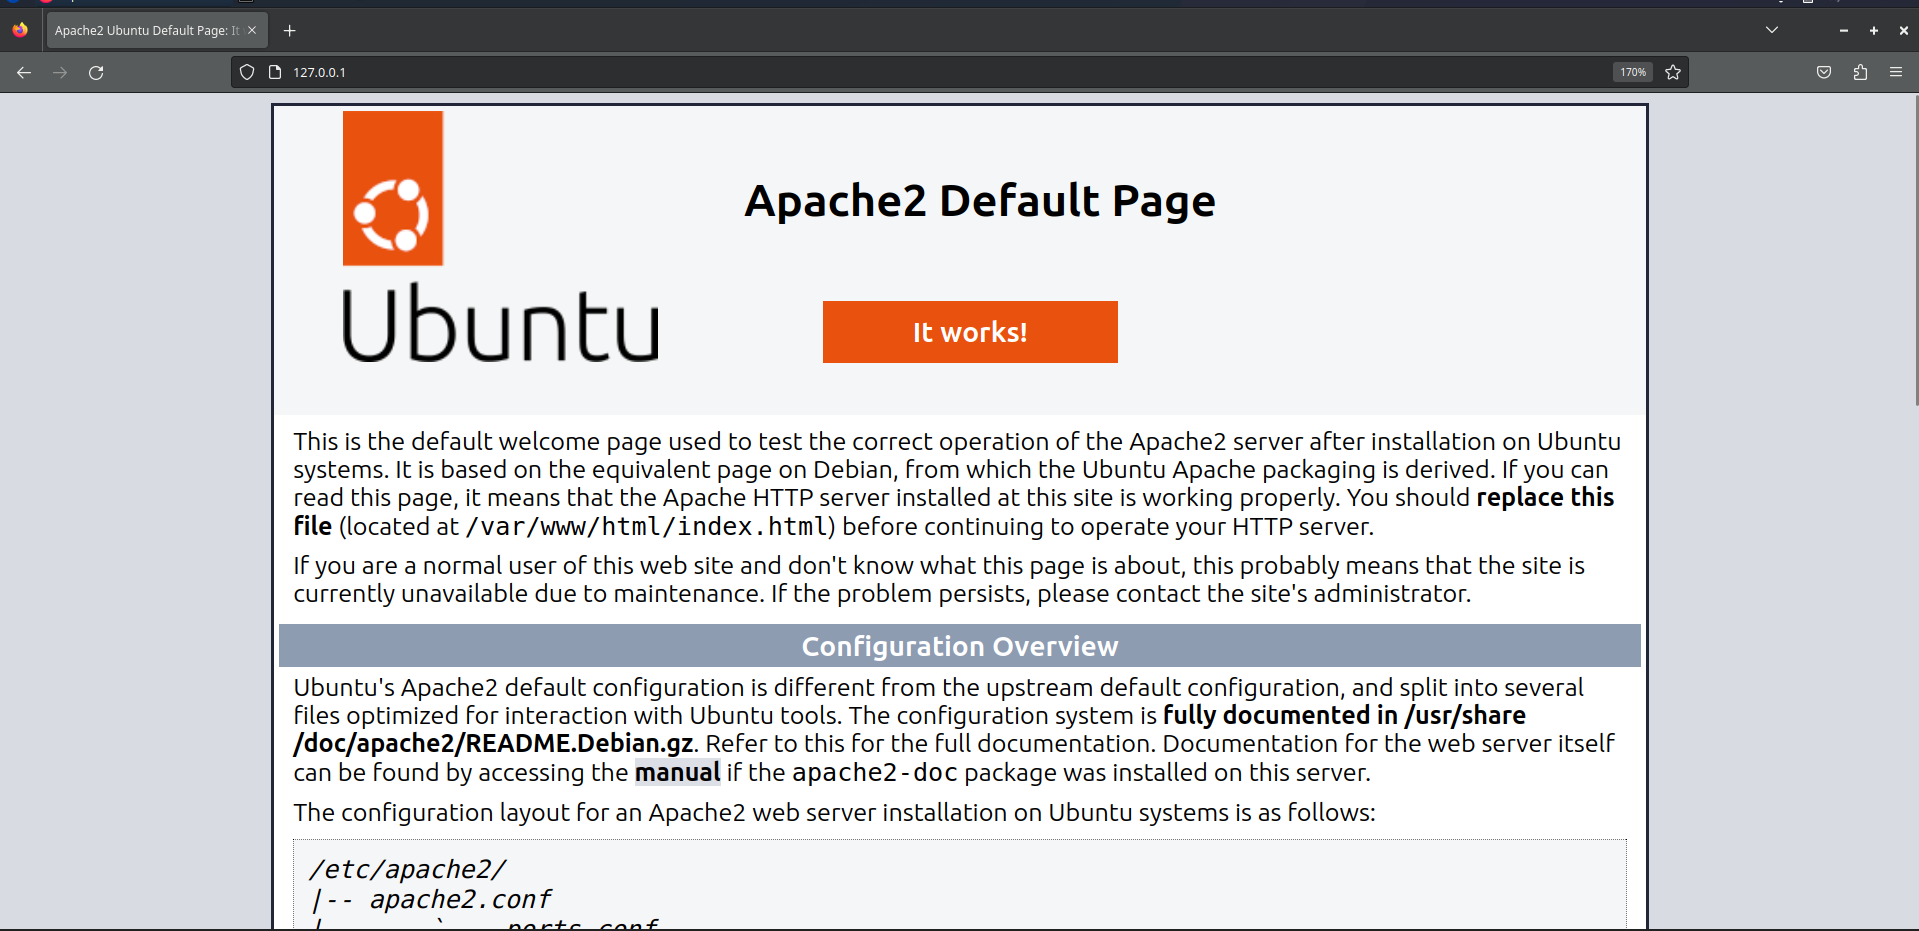 Apache2 Ubuntu Default Page: It
127.0.0.1
170%
Apache2 Default Page
Ubuntu
It works!
This is the default welcome page used to test the correct operation of the Apache2 server after installation on Ubuntu
systems. It is based on the equivalent page on Debian, from which the Ubuntu Apache packaging is derived. If you can
read this page, it means that the Apache HTTP server installed at this site is working properly. You should replace this
file (located at /var/www/html/index.html) before continuing to operate your HTTP server.
If you are a normal user of this web site and don't know what this page is about, this probably means that the site is
currently unavailable due to maintenance. If the problem persists, please contact the site's administrator.
Configuration Overview
Ubuntu's Apache2 default configuration is different from the upstream default configuration, and split into several
files optimized for interaction with Ubuntu tools. The configuration system is fully documented in /usr/share
/doc/apache2/README.Debian.gz. Refer to this for the full documentation. Documentation for the web server itself
can be found by accessing the manual if the apache2-doc package was installed on this server.
The configuration layout for an Apache2 web server installation on Ubuntu systems is as follows:
/etc/apache2/
|-- apache2.conf
| ` ports.conf